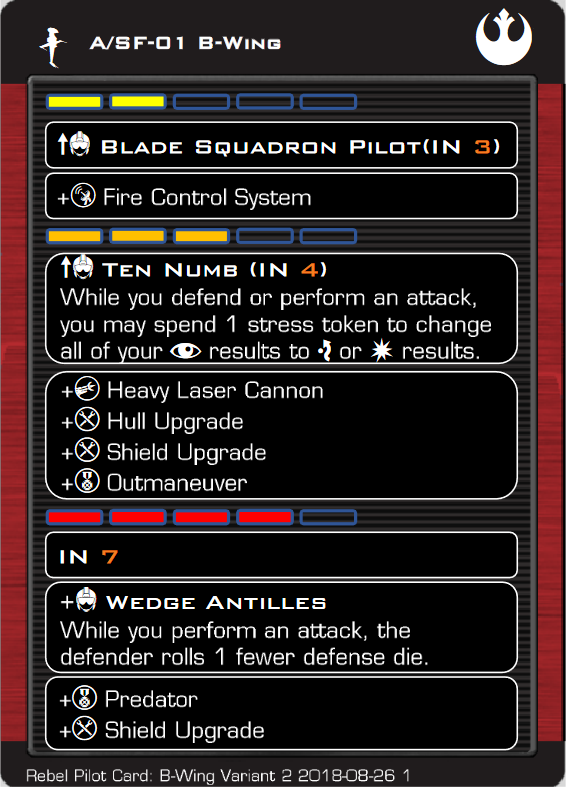 A/SF-01 B-Wing
Blade Squadron Pilot(IN 3)
+ Fire Control System
Ten Numb (IN 4)
While you defend or perform an attack,
you may spend 1 stress token to change
all of your results to or results.
+ Heavy Laser Cannon
+ Hull Upgrade
+ Shield Upgrade
+ Outmaneuver
IN 7
+ Wedge Antilles
While you perform an attack, the
defender rolls 1 fewer defense die.
+ Predator
+ Shield Upgrade
Rebel Pilot Card: B-Wing Variant 2 2018-08-26 1